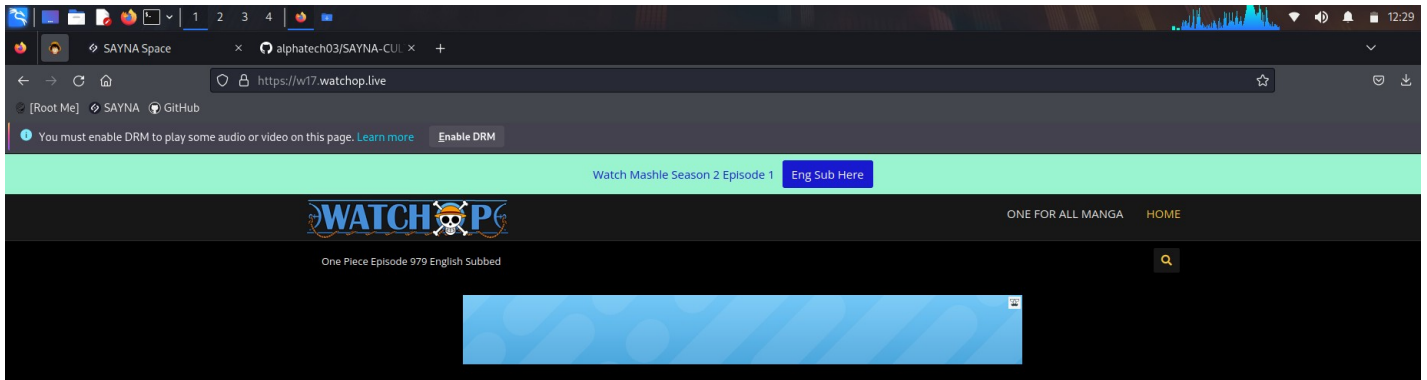 1 2 3 4 12:29
SAYNA Space × alphatech03/SAYNA-CUL × +
https://w17.watchop.live
[Root Me] SAYNA GitHub
You must enable DRM to play some audio or video on this page. Learn more Enable DRM
Watch Mashle Season 2 Episode 1 Eng Sub Here
WATCH P
ONE FOR ALL MANGA HOME
One Piece Episode 979 English Subbed